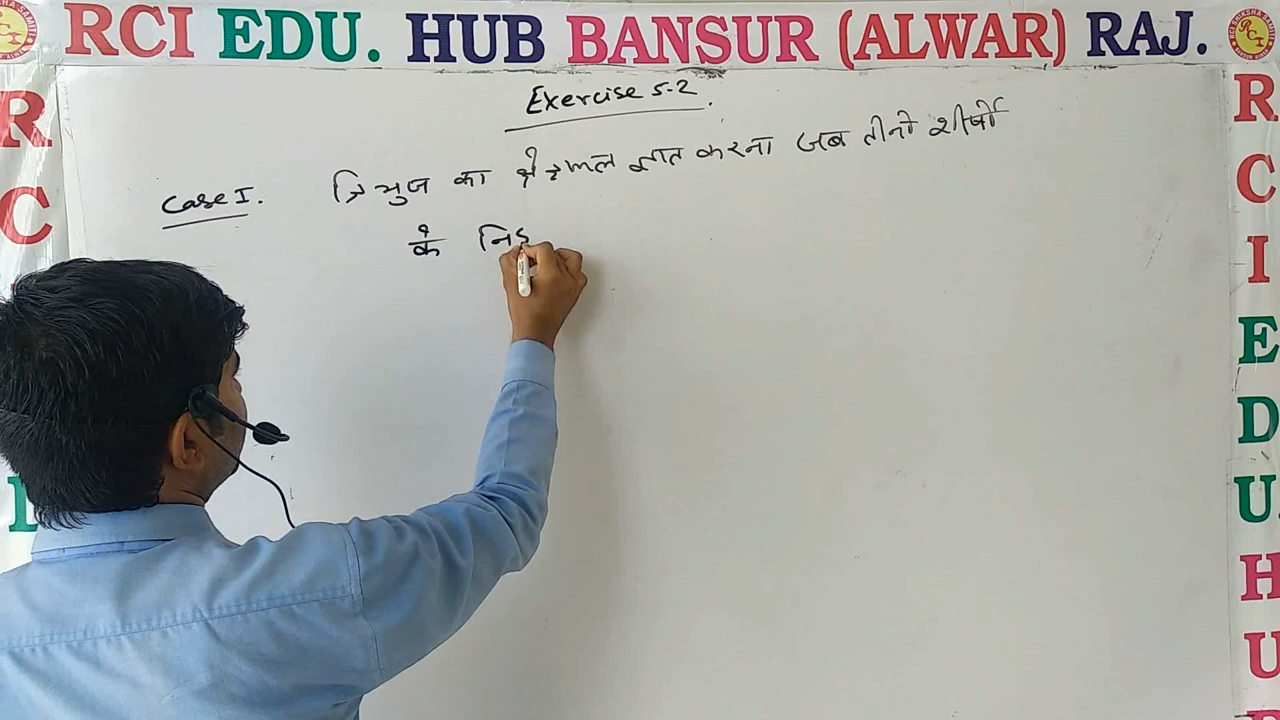 RCI EDU. HUB BANSUR (ALWAR) RAJ.
Exercise 5.2
Case I. त्रिभुज का क्षेत्रफल ज्ञात करना जब तीनों शीर्षो
के
R
C
I
E
D
U.
H
U
R
C